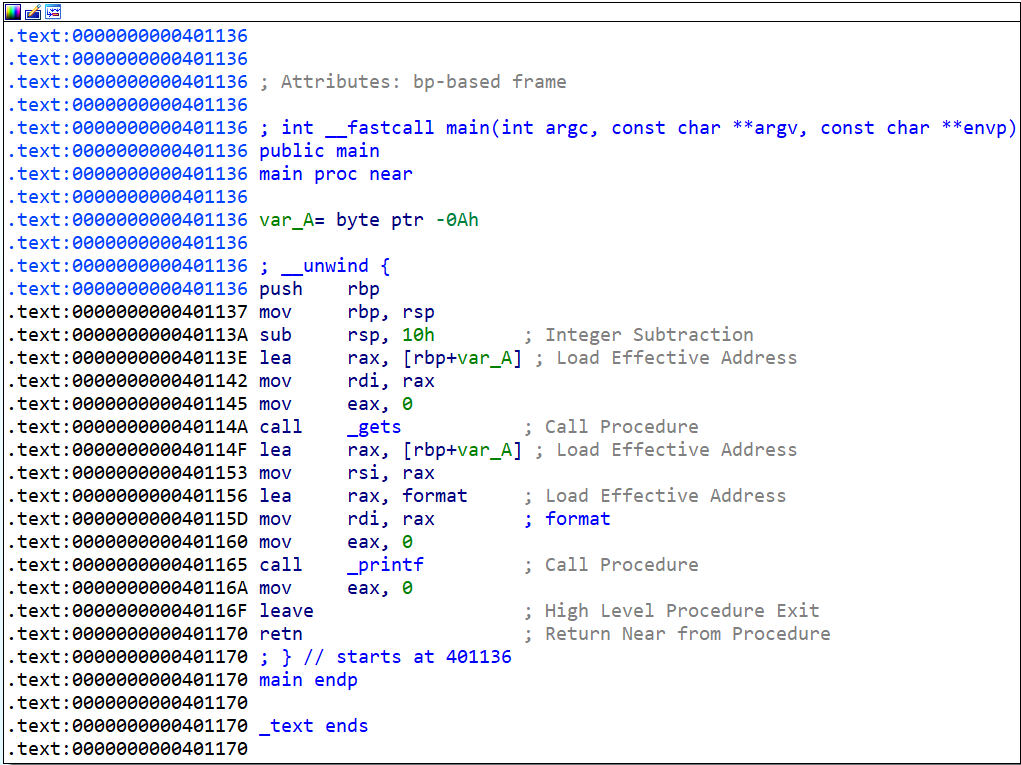 .text:0000000000401136
.text:0000000000401136
.text:0000000000401136 ; Attributes: bp-based frame
.text:0000000000401136
.text:0000000000401136 ; int __fastcall main(int argc, const char **argv, const char **envp)
.text:0000000000401136 public main
.text:0000000000401136 main proc near
.text:0000000000401136
.text:0000000000401136 var_A= byte ptr -0Ah
.text:0000000000401136
.text:0000000000401136 ; __unwind {
.text:0000000000401136 push    rbp
.text:0000000000401137 mov     rbp, rsp
.text:000000000040113A sub     rsp, 10h        ; Integer Subtraction
.text:000000000040113E lea     rax, [rbp+var_A] ; Load Effective Address
.text:0000000000401142 mov     rdi, rax
.text:0000000000401145 mov     eax, 0
.text:000000000040114A call    _gets           ; Call Procedure
.text:000000000040114F lea     rax, [rbp+var_A] ; Load Effective Address
.text:0000000000401153 mov     rsi, rax
.text:0000000000401156 lea     rax, format     ; Load Effective Address
.text:000000000040115D mov     rdi, rax        ; format
.text:0000000000401160 mov     eax, 0
.text:0000000000401165 call    _printf         ; Call Procedure
.text:000000000040116A mov     eax, 0
.text:000000000040116F leave                   ; High Level Procedure Exit
.text:0000000000401170 retn                    ; Return Near from Procedure
.text:0000000000401170 ; } // starts at 401136
.text:0000000000401170 main endp
.text:0000000000401170
.text:0000000000401170 _text ends
.text:0000000000401170